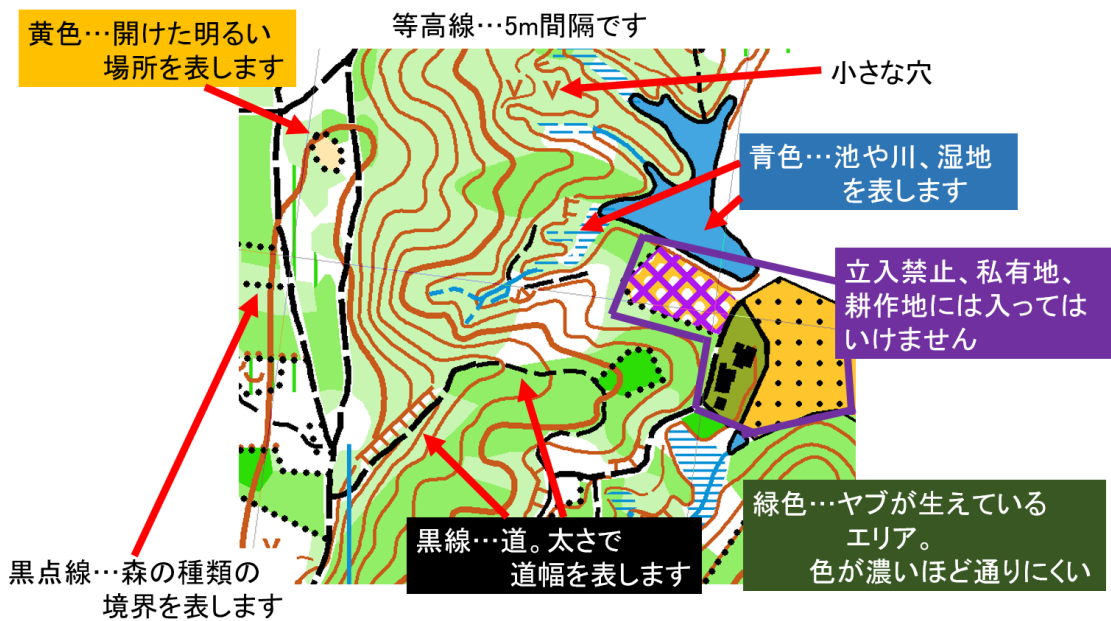 等高線…5m間隔です
黄色…開けた明るい
場所を表します
小さな穴
青色…池や川、湿地
を表します
立入禁止、私有地、
耕作地には入っては
いけません
緑色…ヤブが生えている
エリア。
色が濃いほど通りにくい
黒線…道。太さで
道幅を表します
黒点線…森の種類の
境界を表します